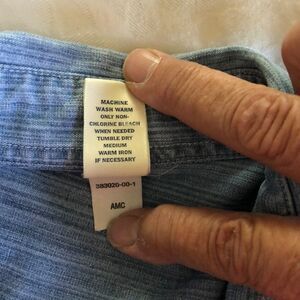 MACHINE
WASH WARM
ONLY NON-
CHLORINE BLEACH
WHEN NEEDED
TUMBLE DRY
MEDIUM
WARM IRON
IF NECESSARY
383020-00-1
AMC